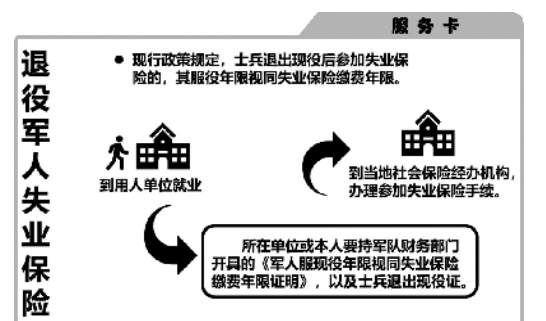 服务卡
退役军人失业保险
● 现行政策规定，士兵退出现役后参加失业保
险的，其服役年限视同失业保险缴费年限。
到用人单位就业
所在单位或本人要持军队财务部门
开具的《军人服现役年限视同失业保险
缴费年限证明》，以及士兵退出现役证。
到当地社会保险经办机构，
办理参加失业保险手续。